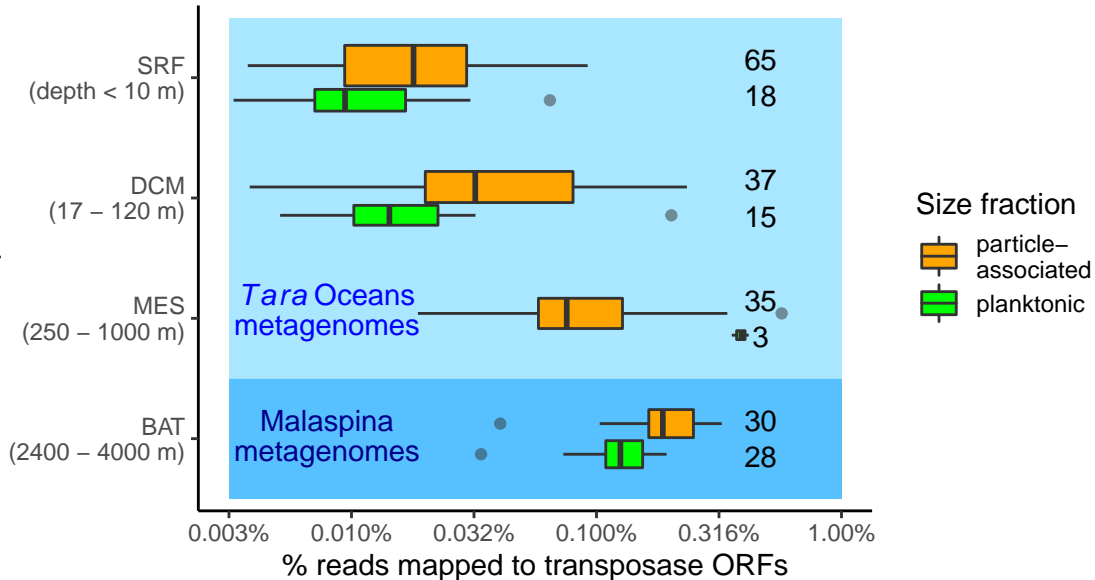 SRF
(depth < 10 m)
65
18
DCM
(17 − 120 m)
37
15
MES
(250 − 1000 m)
Tara Oceans
metagenomes
35
3
BAT
(2400 − 4000 m)
Malaspina
metagenomes
30
28
0.003% 0.010% 0.032% 0.100% 0.316% 1.00%
% reads mapped to transposase ORFs
Size fraction
particle−
associated
planktonic